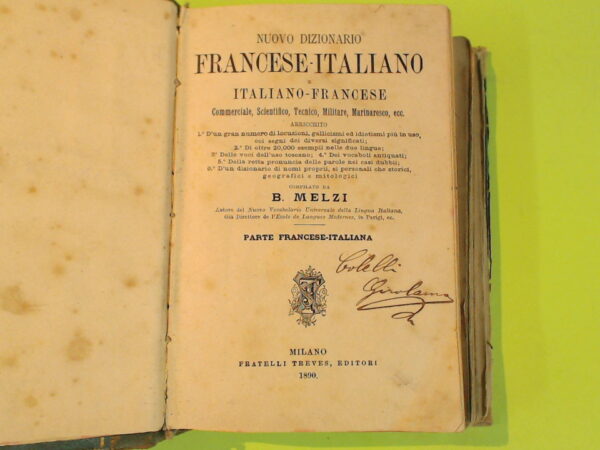 NUOVO DIZIONARIO
FRANCESE-ITALIANO
E
ITALIANO-FRANCESE
Commerciale, Scientifico, Tecnico, Militare, Marinaresco, ecc.
ARRICCHITO
1.º D'un gran numero di locuzioni, gallicismi ed idiotismi più in uso,
coi segni dei diversi significati;
2.º Di oltre 20,000 esempii nelle due lingue;
3.º Delle voci dell'uso toscano; 4.º Dei vocaboli antiquati;
5.º Della retta pronuncia delle parole nei casi dubbii;
6.º D'un dizionario di nomi proprii, sì personali che storici,
geografici e mitologici
COMPILATO DA
B. MELZI
Autore del Nuovo Vocabolario Universale della Lingua Italiana,
Già Direttore de l'École de Langues Modernes, in Parigi, ec.
PARTE FRANCESE-ITALIANA
Colelli
Girolamo
MILANO
FRATELLI TREVES, EDITORI
1890.